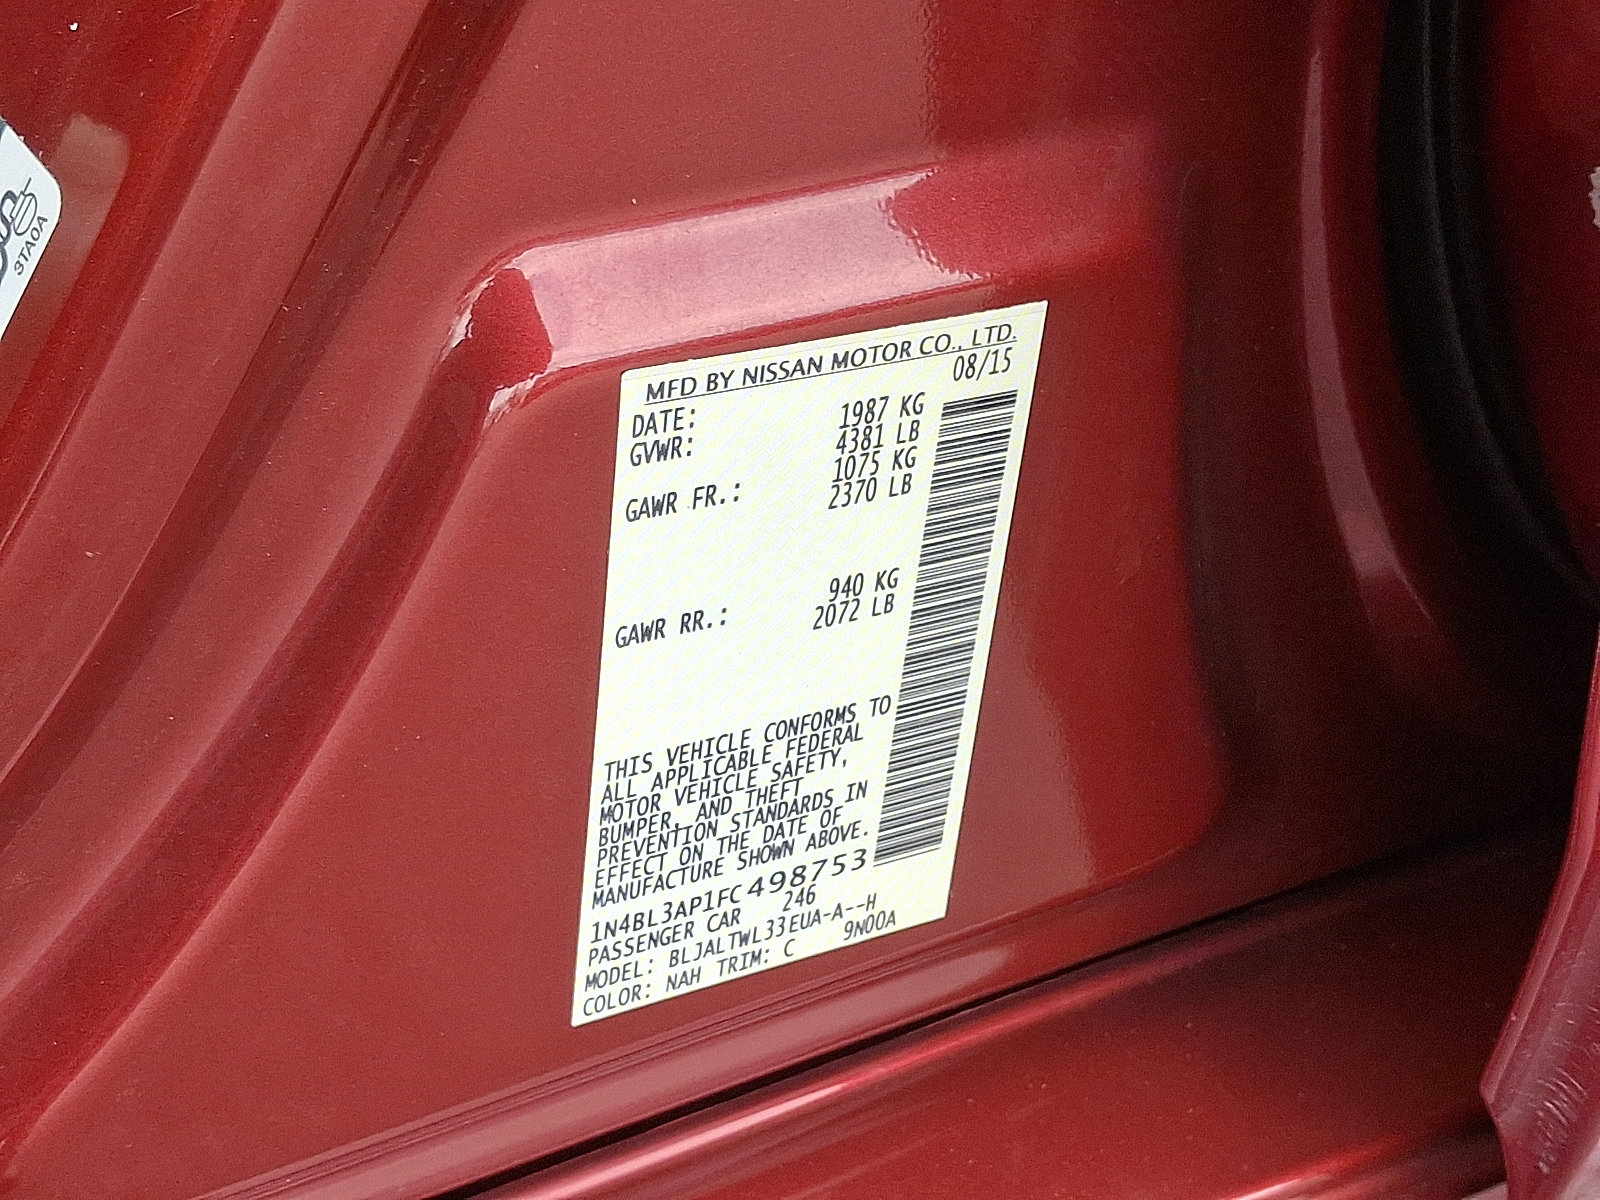 MFD BY NISSAN MOTOR CO., LTD.
DATE: 08/15
GVWR: 1987 KG
4381 LB
GAWR FR.: 1075 KG
2370 LB
GAWR RR.: 940 KG
2072 LB
THIS VEHICLE CONFORMS TO
ALL APPLICABLE FEDERAL
MOTOR VEHICLE SAFETY,
BUMPER, AND THEFT
PREVENTION STANDARDS IN
EFFECT ON THE DATE OF
MANUFACTURE SHOWN ABOVE.
1N4BL3AP1FC498753
PASSENGER CAR 246
MODEL: BLJALTWL33EUA-A--H
COLOR: NAH TRIM: C 9N00A
3TA0A